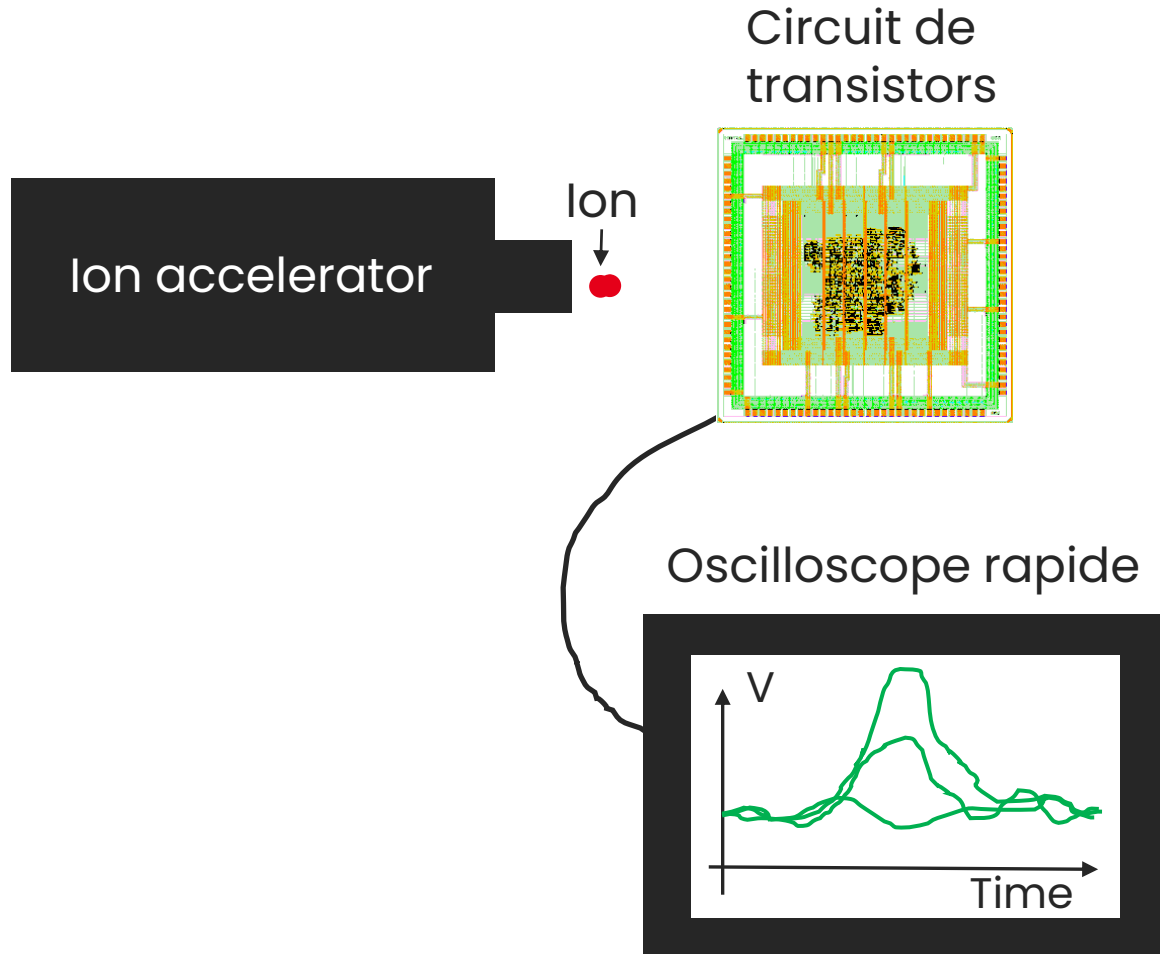 Circuit de
transistors
Ion
Ion accelerator
Oscilloscope rapide
V
Time